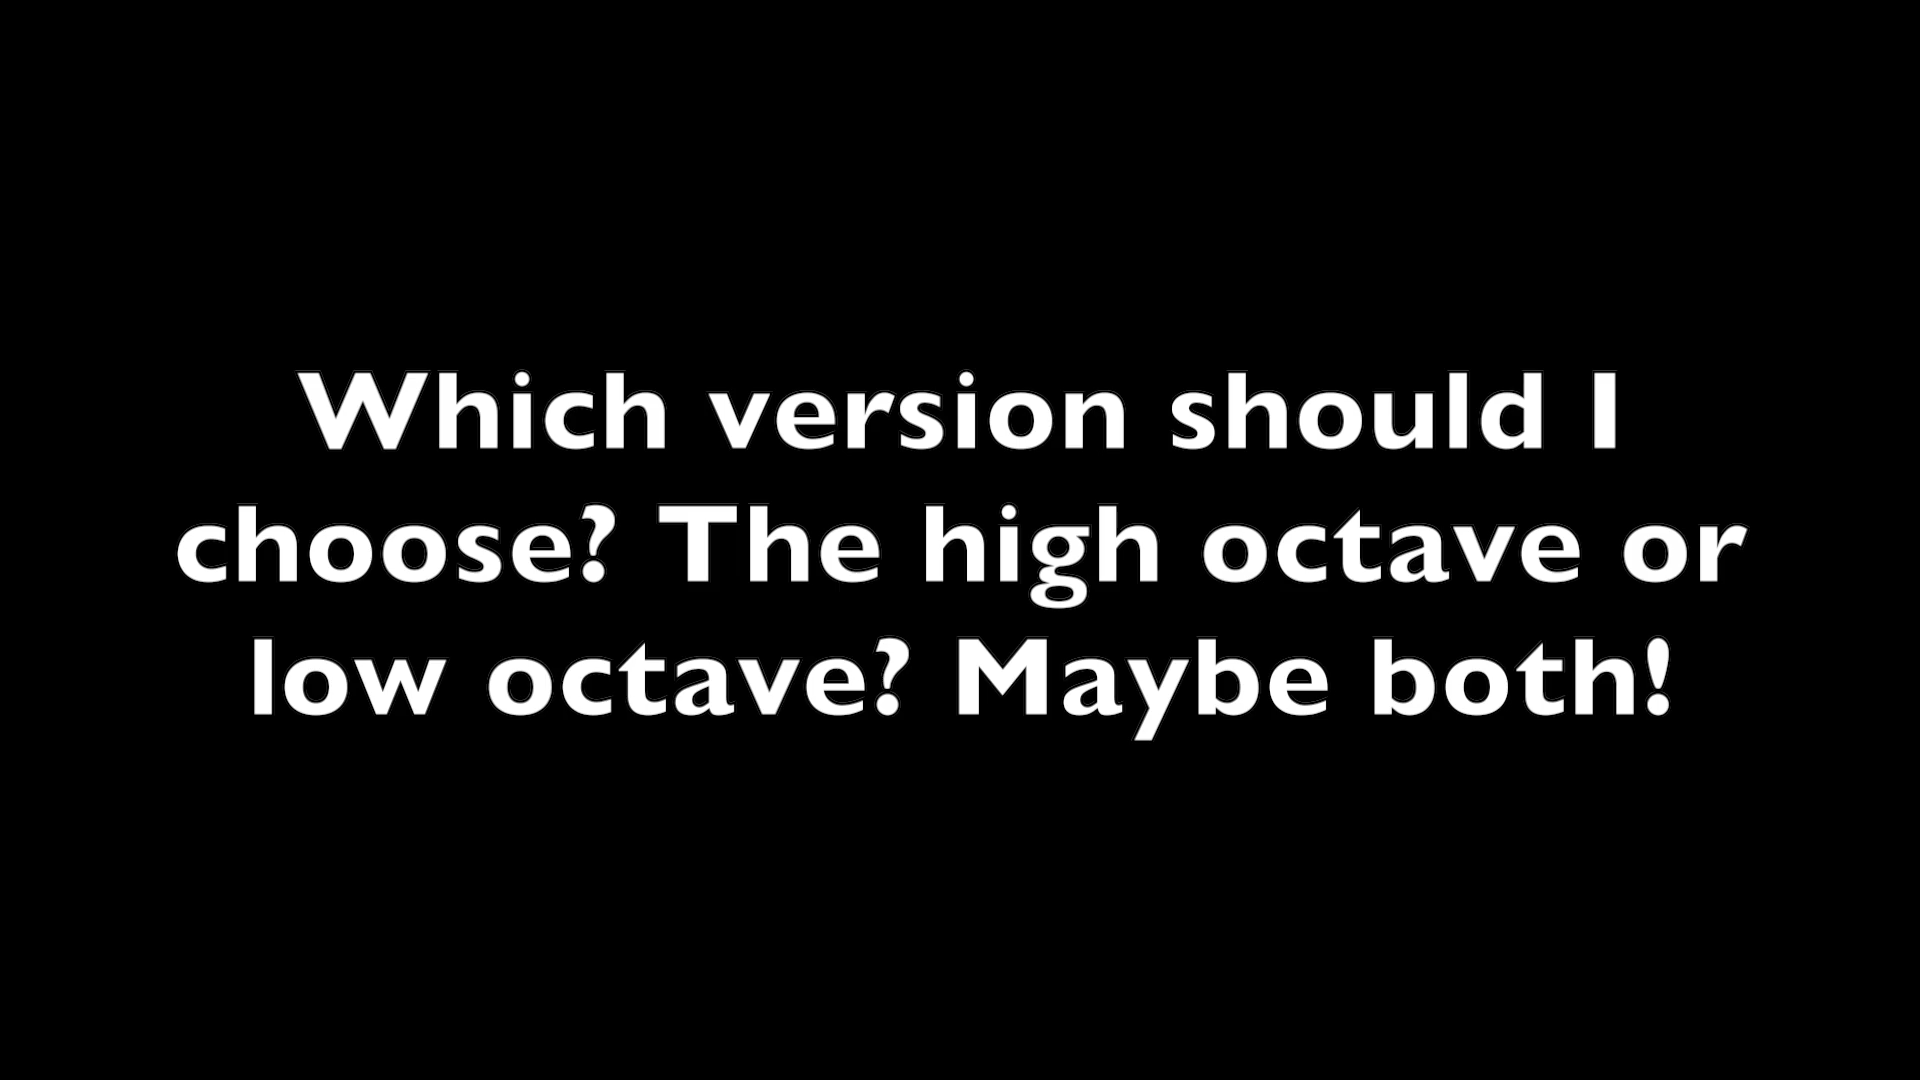 Which version should I
choose? The high octave or
low octave? Maybe both!